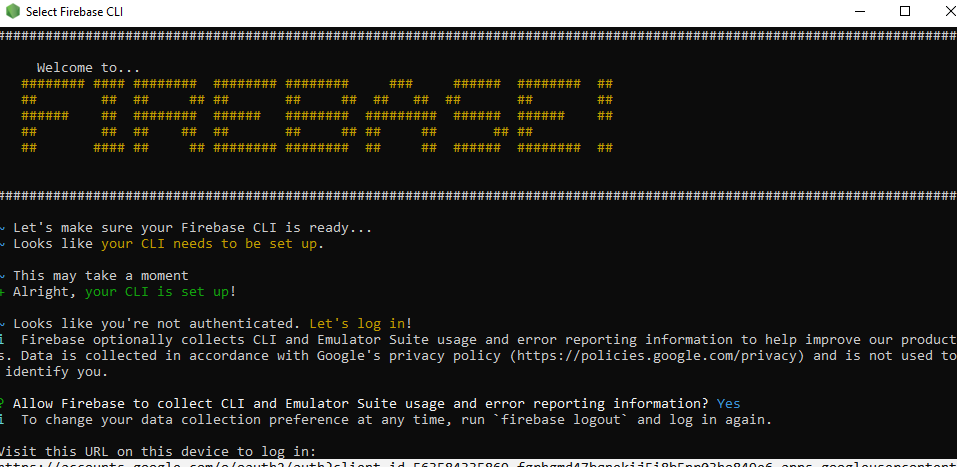 Select Firebase CLI
################################################################################################################
Welcome to...
######## #### ######## ######## ######## ### ###### ######## ##
## ## ## ## ## ## ## ## ## ## ## ##
###### ## ######## ###### ######## ######### ###### ###### ##
## ## ## ## ## ## ## ## ## ## ##
## #### ## ## ######## ######## ## ## ###### ######## ##
################################################################################################################
~ Let's make sure your Firebase CLI is ready...
~ Looks like your CLI needs to be set up.
~ This may take a moment
+ Alright, your CLI is set up!
~ Looks like you're not authenticated. Let's log in!
i Firebase optionally collects CLI and Emulator Suite usage and error reporting information to help improve our product
s. Data is collected in accordance with Google's privacy policy (https://policies.google.com/privacy) and is not used to
identify you.
? Allow Firebase to collect CLI and Emulator Suite usage and error reporting information? Yes
i To change your data collection preference at any time, run `firebase logout` and log in again.
Visit this URL on this device to log in: